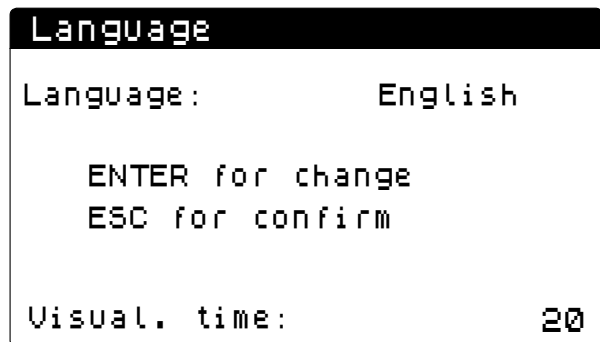 Language
Language: English
ENTER for change
ESC for confirm
Visual. time: 20